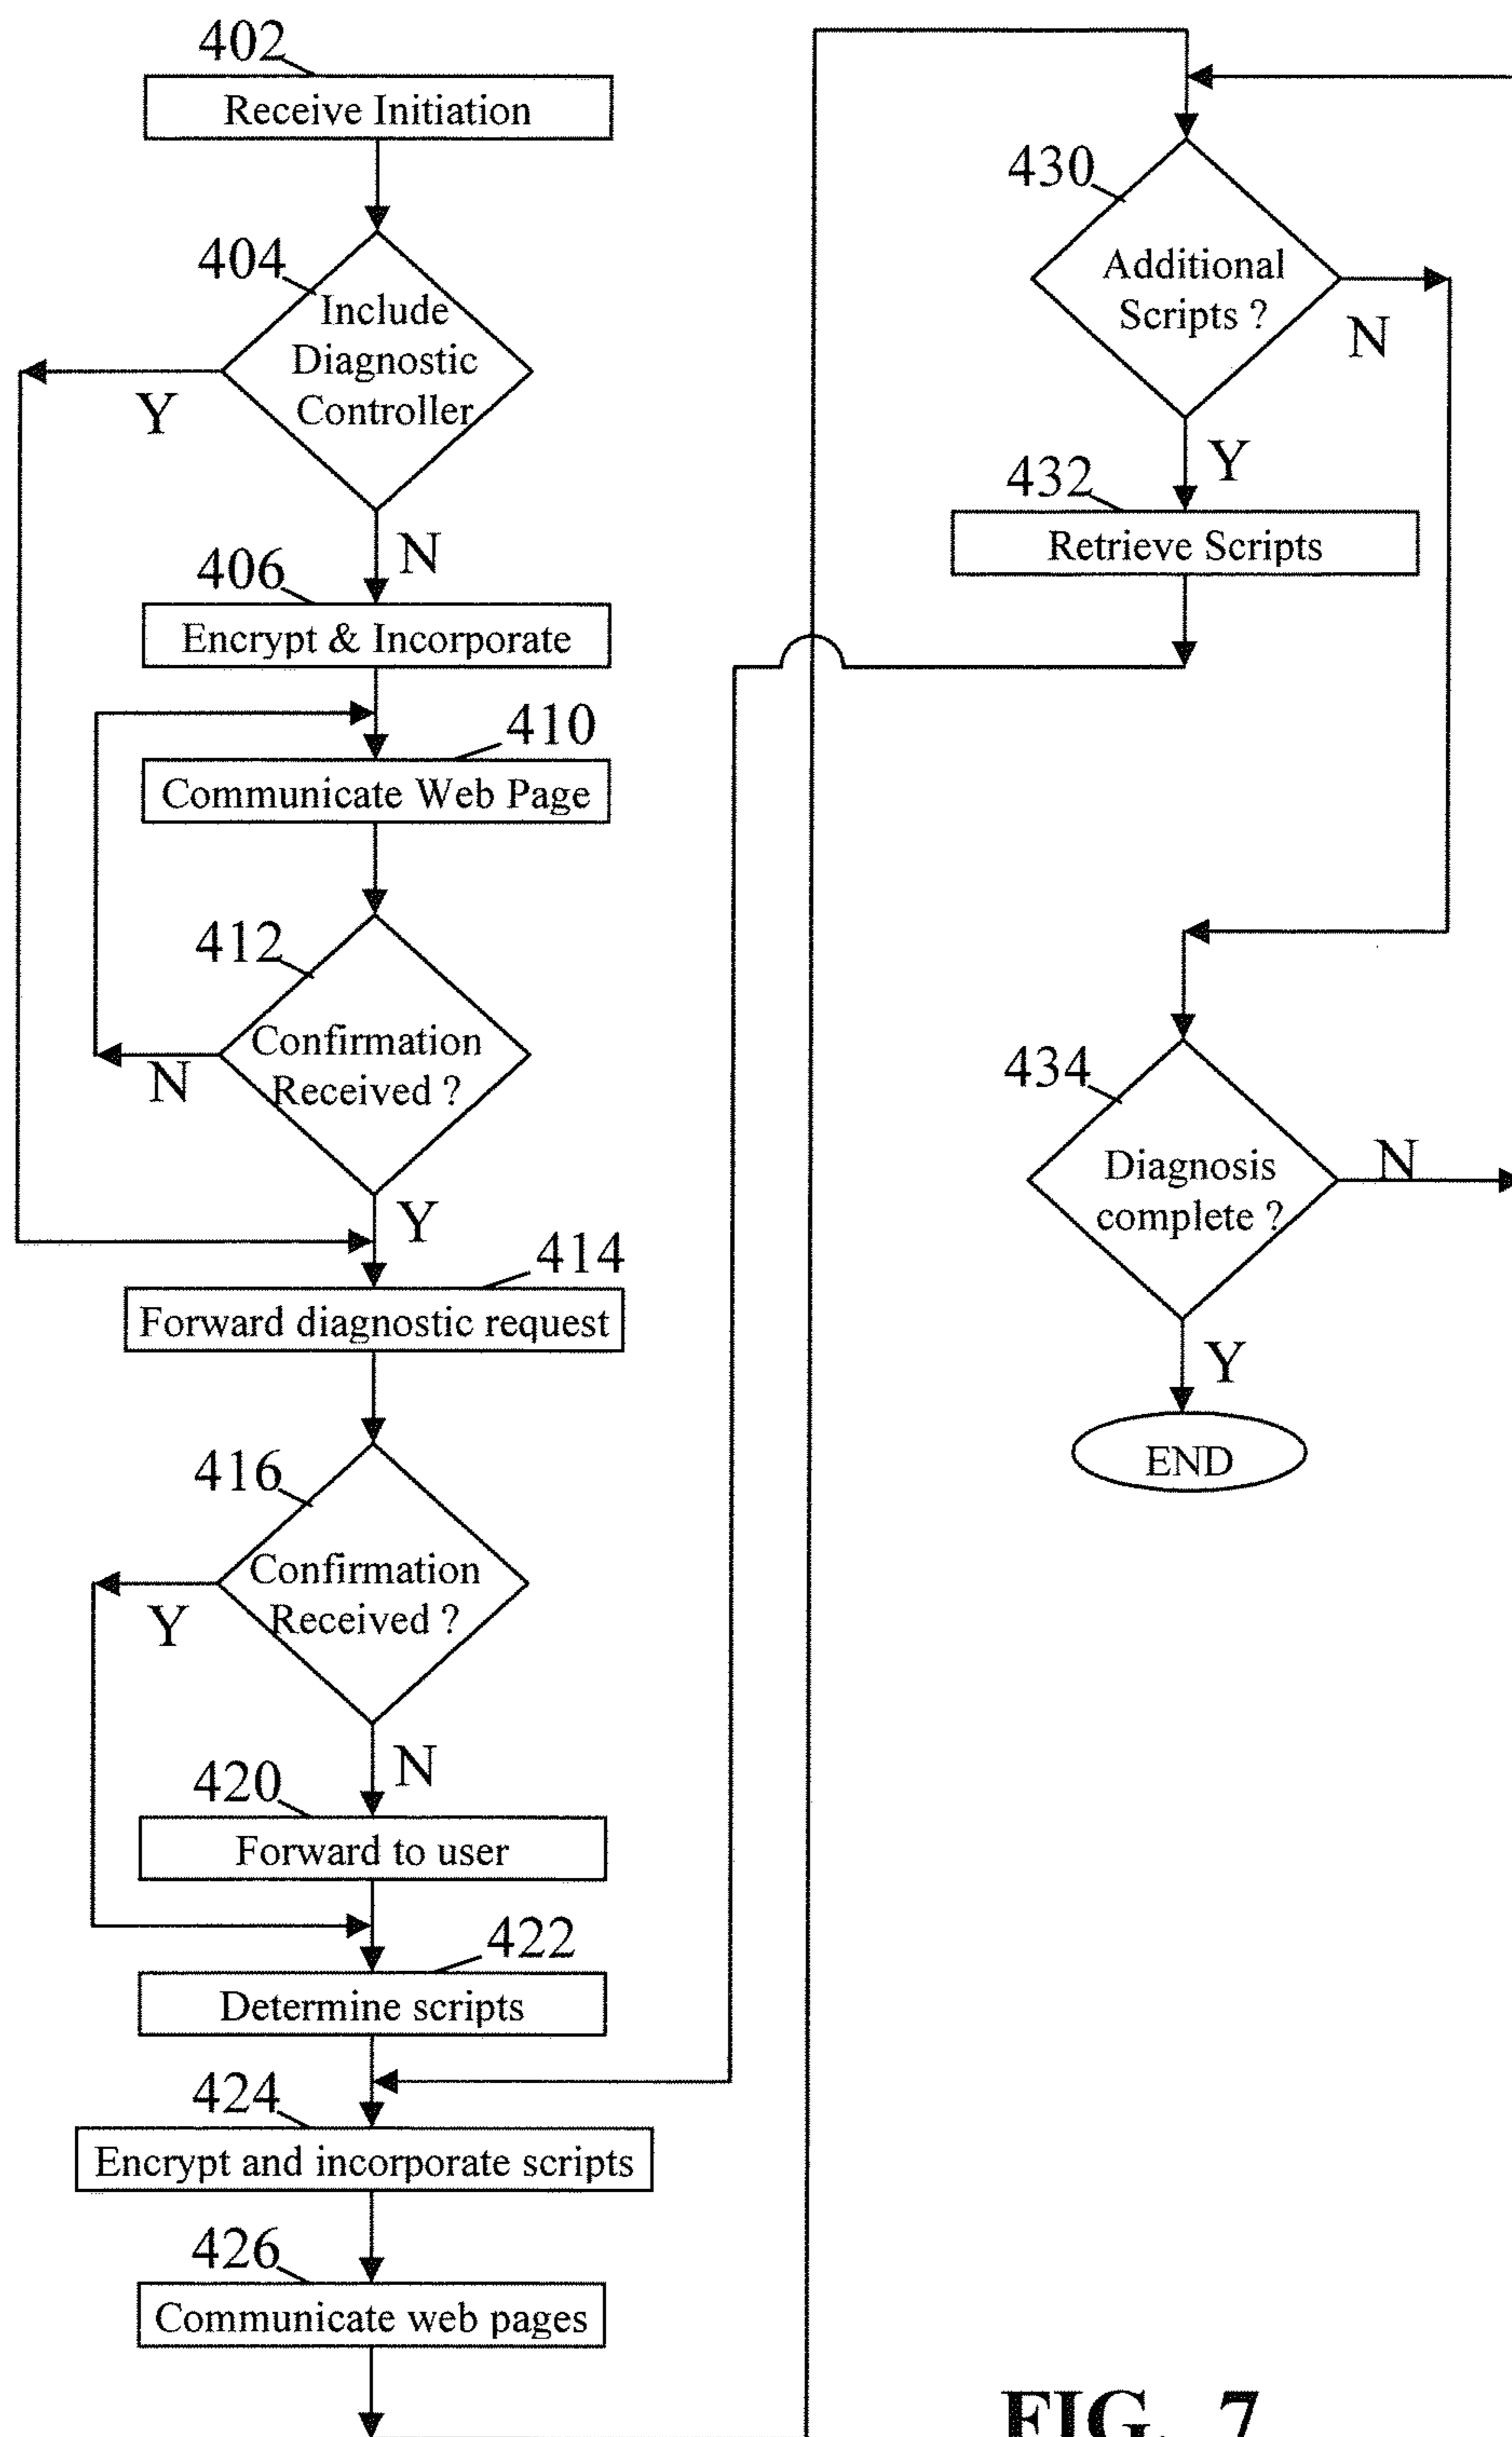 402
Receive Initiation
404
Include
Diagnostic
Controller
Y
N
406
Encrypt & Incorporate
410
Communicate Web Page
412
Confirmation
Received ?
N
Y
414
Forward diagnostic request
416
Confirmation
Received ?
Y
N
420
Forward to user
422
Determine scripts
424
Encrypt and incorporate scripts
426
Communicate web pages
430
Additional
Scripts ?
N
Y
432
Retrieve Scripts
434
Diagnosis
complete ?
N
Y
END
FIG. 7